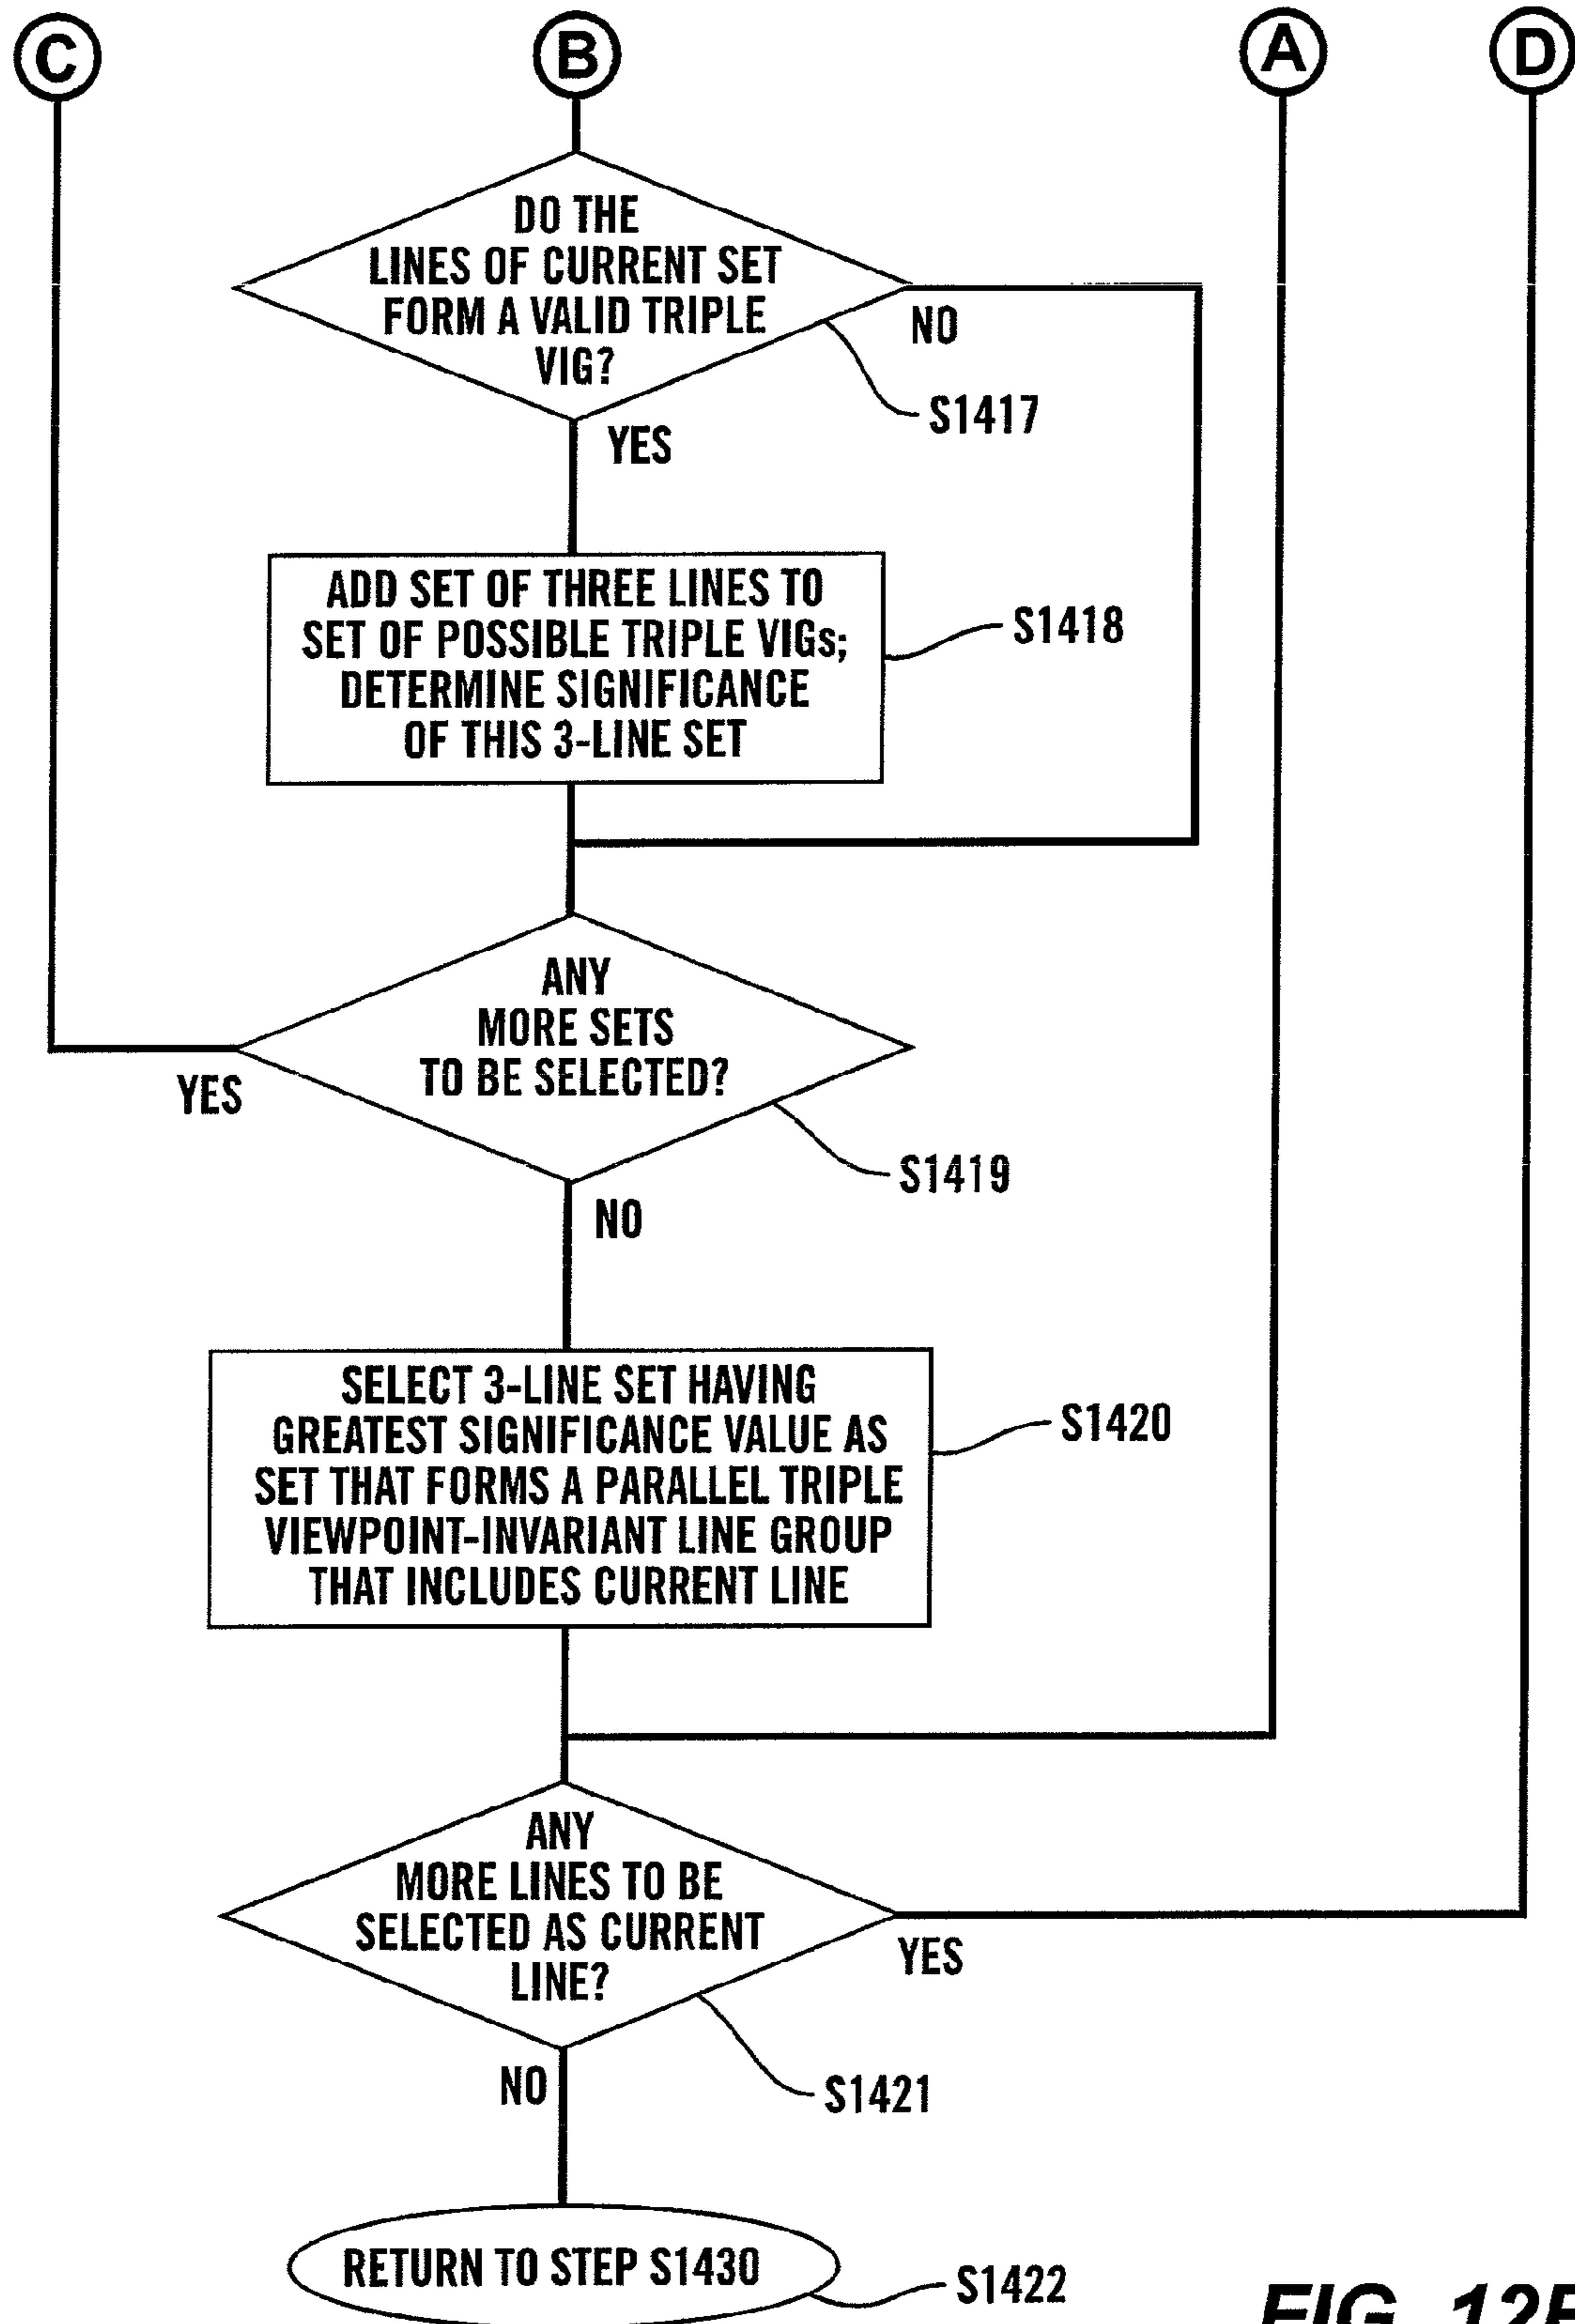 C
B
A
D
DO THE
LINES OF CURRENT SET
FORM A VALID TRIPLE
VIG?
NO
S1417
YES
ADD SET OF THREE LINES TO
SET OF POSSIBLE TRIPLE VIGs;
DETERMINE SIGNIFICANCE
OF THIS 3-LINE SET
S1418
ANY
MORE SETS
TO BE SELECTED?
YES
S1419
NO
SELECT 3-LINE SET HAVING
GREATEST SIGNIFICANCE VALUE AS
SET THAT FORMS A PARALLEL TRIPLE
VIEWPOINT-INVARIANT LINE GROUP
THAT INCLUDES CURRENT LINE
S1420
ANY
MORE LINES TO BE
SELECTED AS CURRENT
LINE?
YES
S1421
NO
RETURN TO STEP S1430
S1422
FIG.